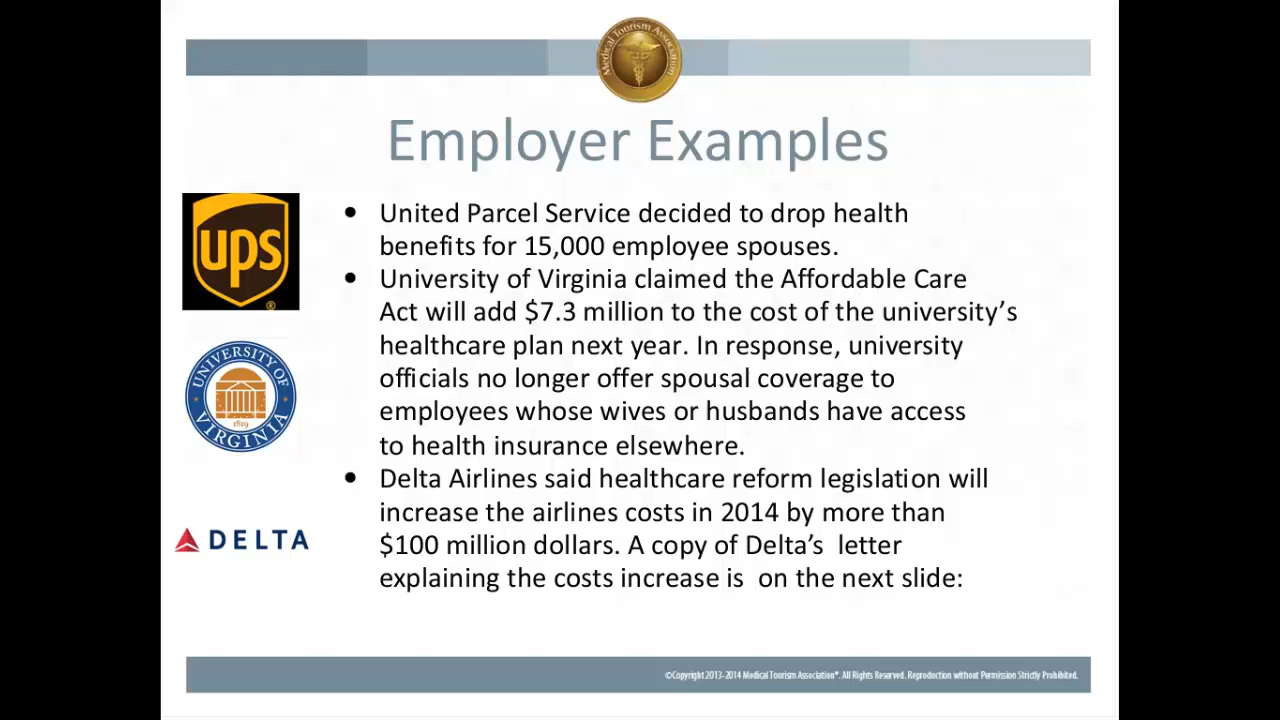 Medical Tourism Association
Employer Examples
ups
®
• United Parcel Service decided to drop health
benefits for 15,000 employee spouses.
• University of Virginia claimed the Affordable Care
Act will add $7.3 million to the cost of the university’s
healthcare plan next year. In response, university
officials no longer offer spousal coverage to
employees whose wives or husbands have access
to health insurance elsewhere.
UNIVERSITY OF VIRGINIA
1819
• Delta Airlines said healthcare reform legislation will
increase the airlines costs in 2014 by more than
$100 million dollars. A copy of Delta’s  letter
explaining the costs increase is  on the next slide:
DELTA
©Copyright 2013-2014 Medical Tourism Association®. All Rights Reserved. Reproduction without Permission Strictly Prohibited.